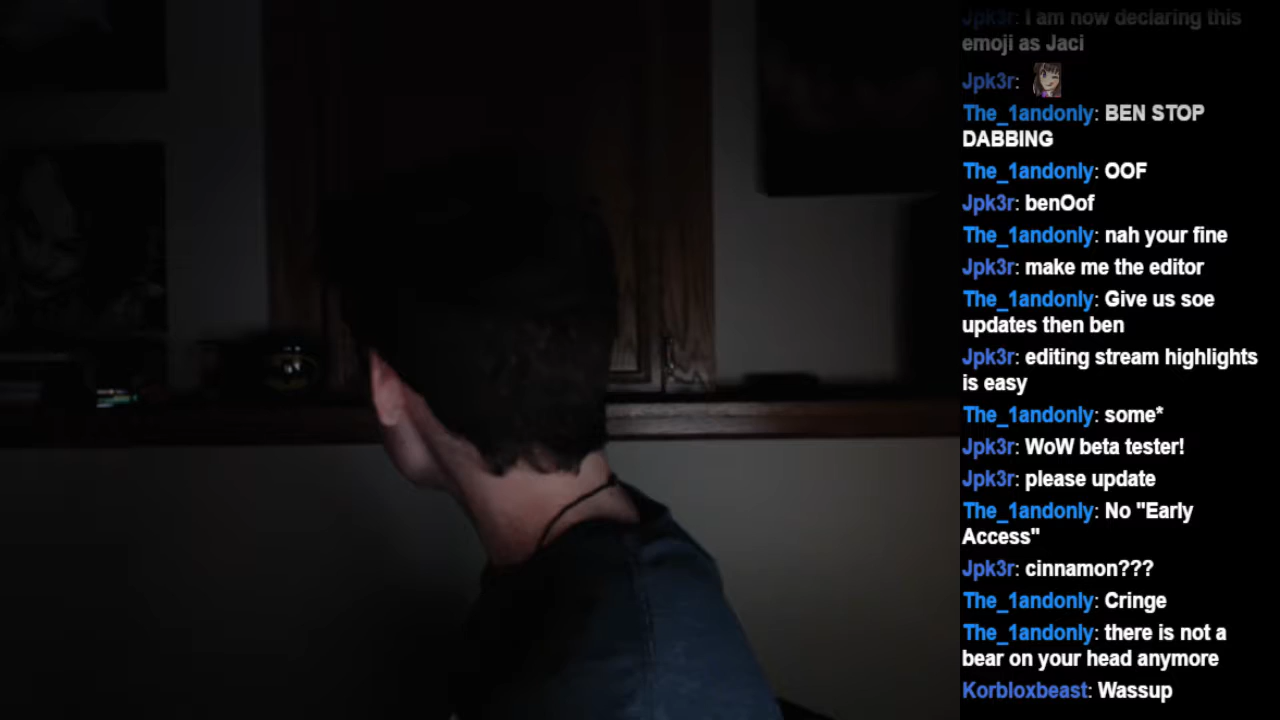 Jpk3r: I am now declaring this
emoji as Jaci
Jpk3r:
The_1andonly: BEN STOP
DABBING
The_1andonly: OOF
Jpk3r: benOof
The_1andonly: nah your fine
Jpk3r: make me the editor
The_1andonly: Give us soe
updates then ben
Jpk3r: editing stream highlights
is easy
The_1andonly: some*
Jpk3r: WoW beta tester!
Jpk3r: please update
The_1andonly: No "Early
Access"
Jpk3r: cinnamon???
The_1andonly: Cringe
The_1andonly: there is not a
bear on your head anymore
Korbloxbeast: Wassup